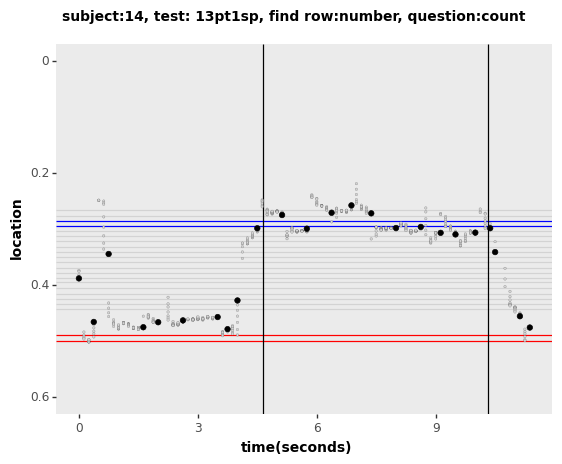 subject:14, test: 13pt1sp, find row:number, question:count
location
0
0.2
0.4
0.6
0
3
6
9
time(seconds)